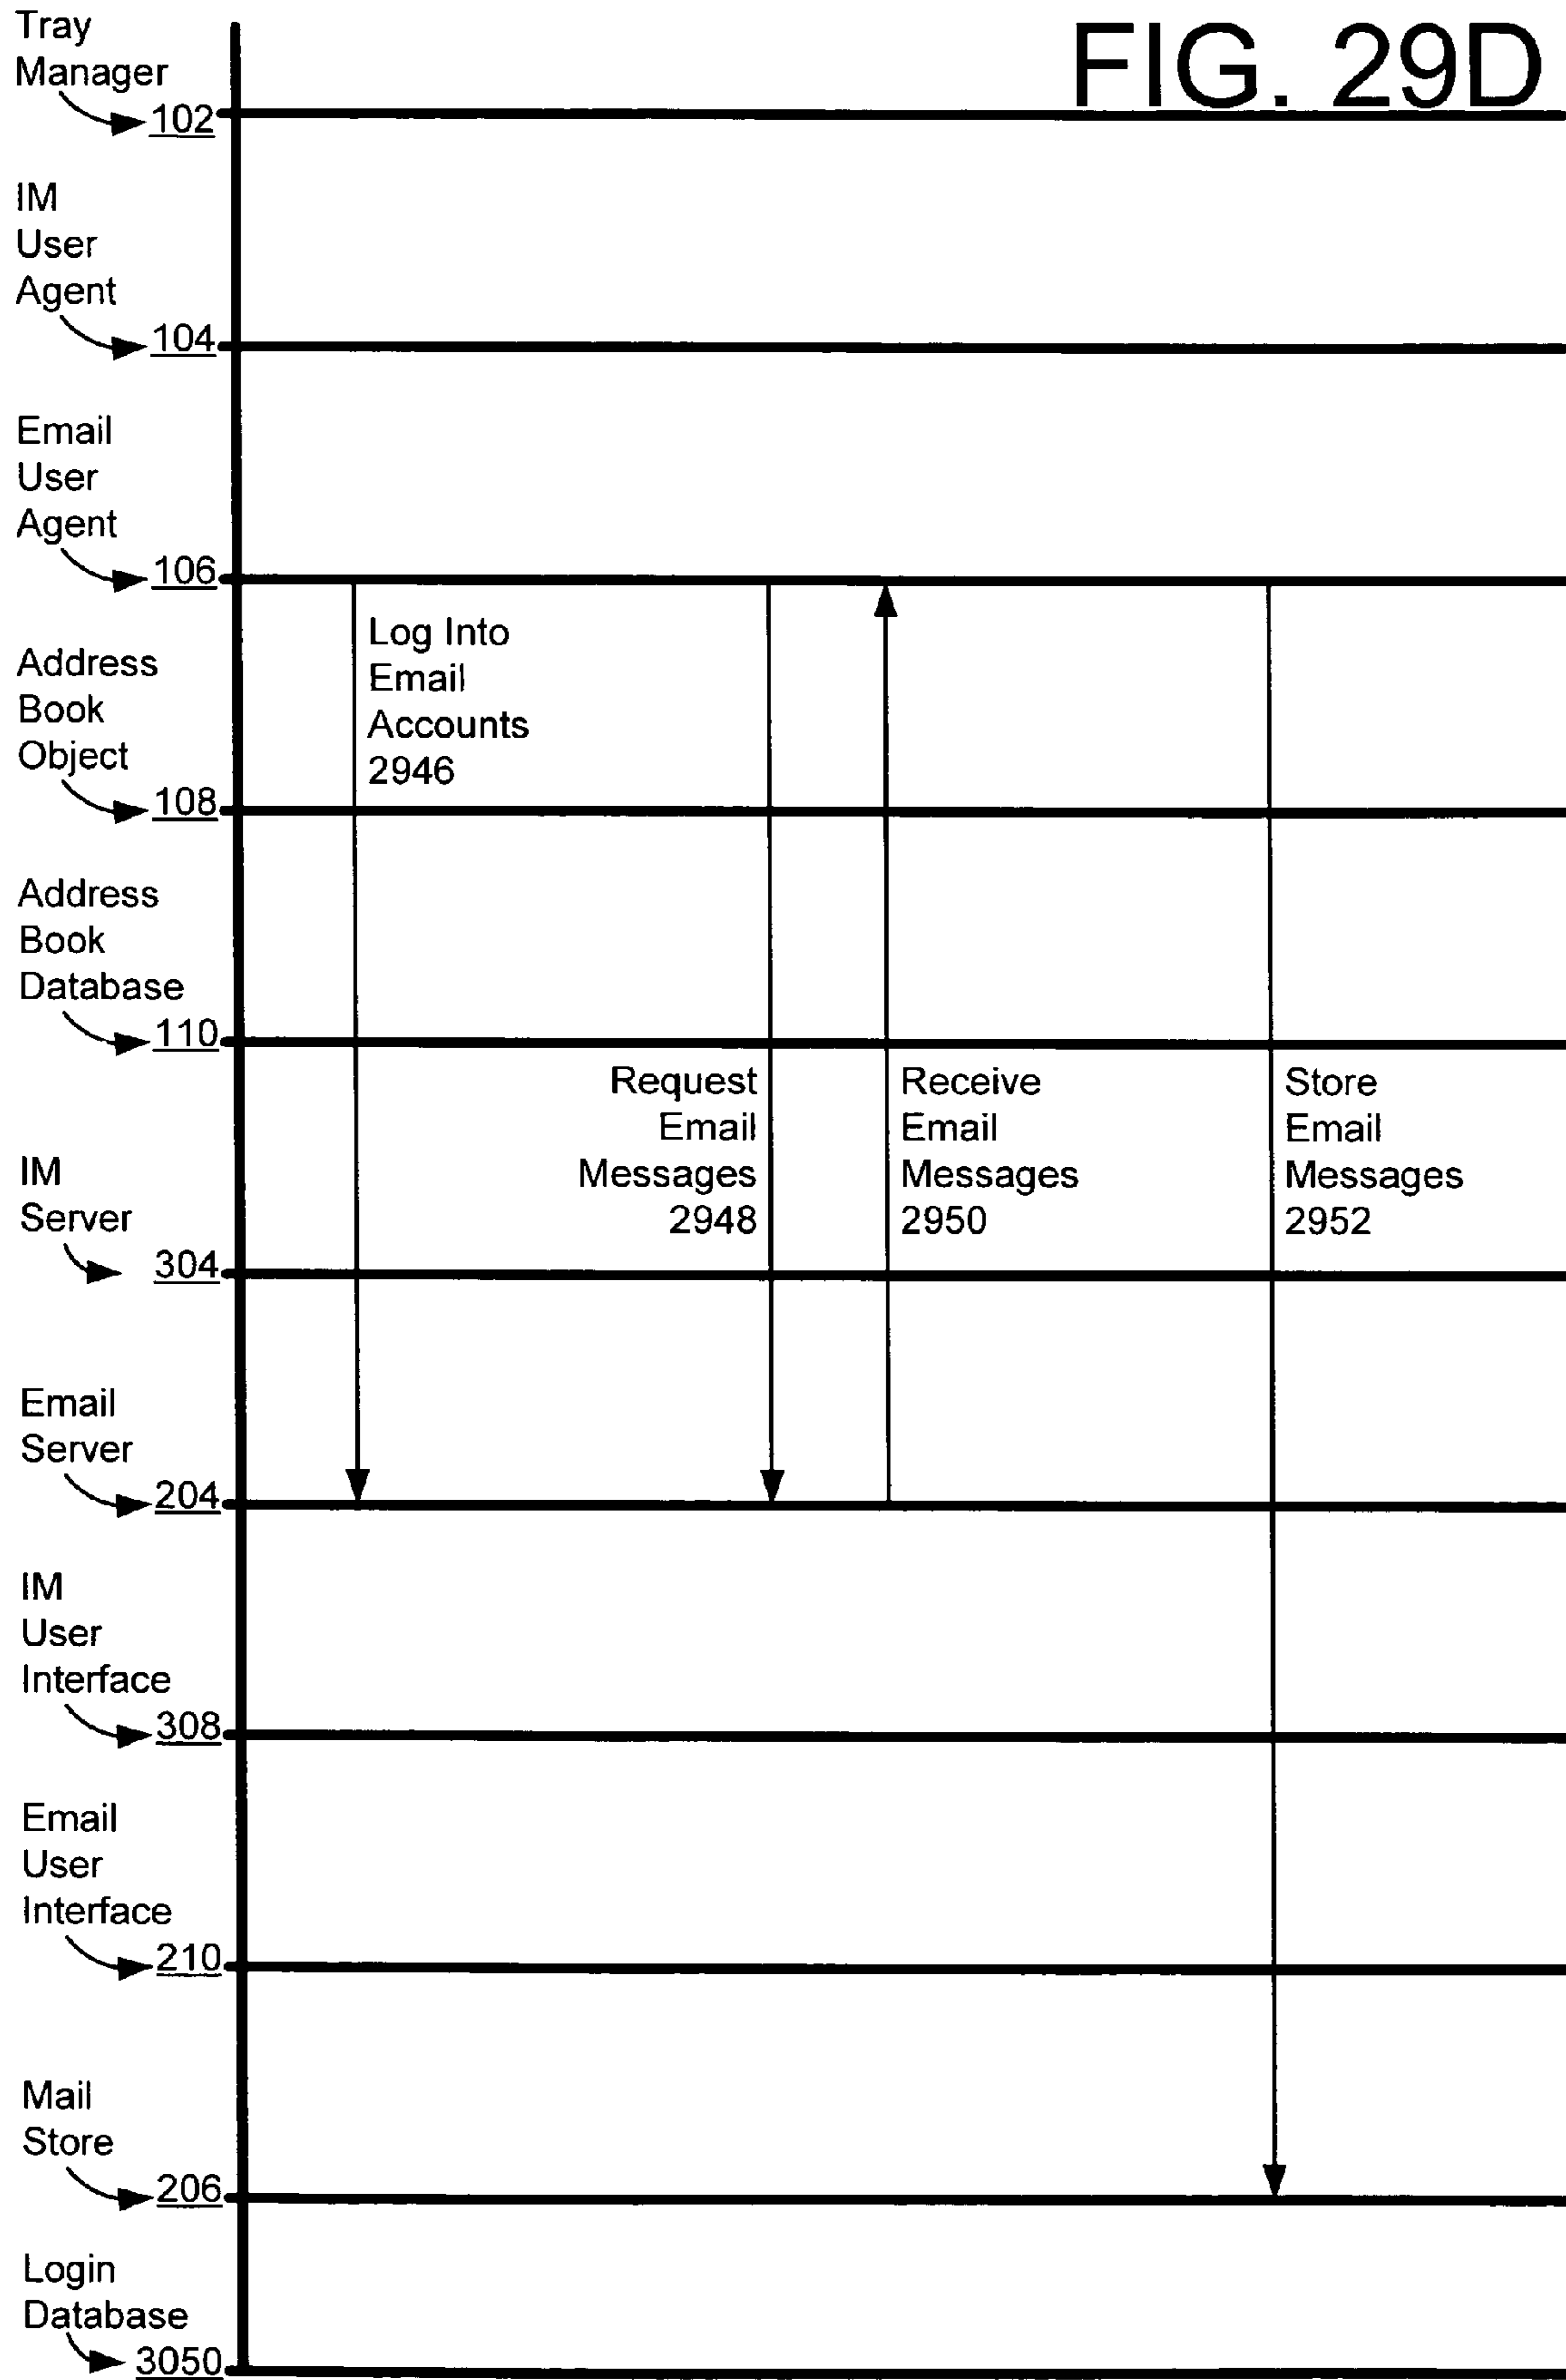 FIG. 29D
Tray
Manager
102
IM
User
Agent
104
Email
User
Agent
106
Log Into
Email
Accounts
2946
Address
Book
Object
108
Address
Book
Database
110
Request
Email
Messages
2948
Receive
Email
Messages
2950
Store
Email
Messages
2952
IM
Server
304
Email
Server
204
IM
User
Interface
308
Email
User
Interface
210
Mail
Store
206
Login
Database
3050